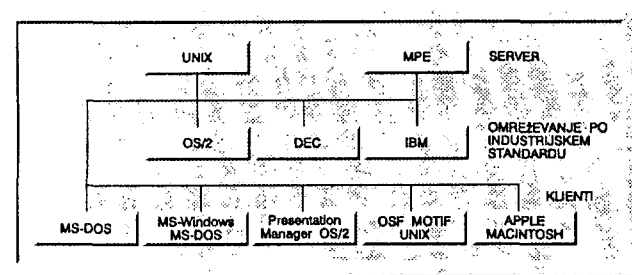 UNIX
MPE
SERVER
OS/2
DEC
IBM
OMREŽEVANJE PO
INDUSTRIJSKEM
STANDARDU
KLIENTI
MS-DOS
MS-Windows
MS-DOS
Presentation
Manager OS/2
OSF MOTIF
UNIX
APPLE
MACINTOSH